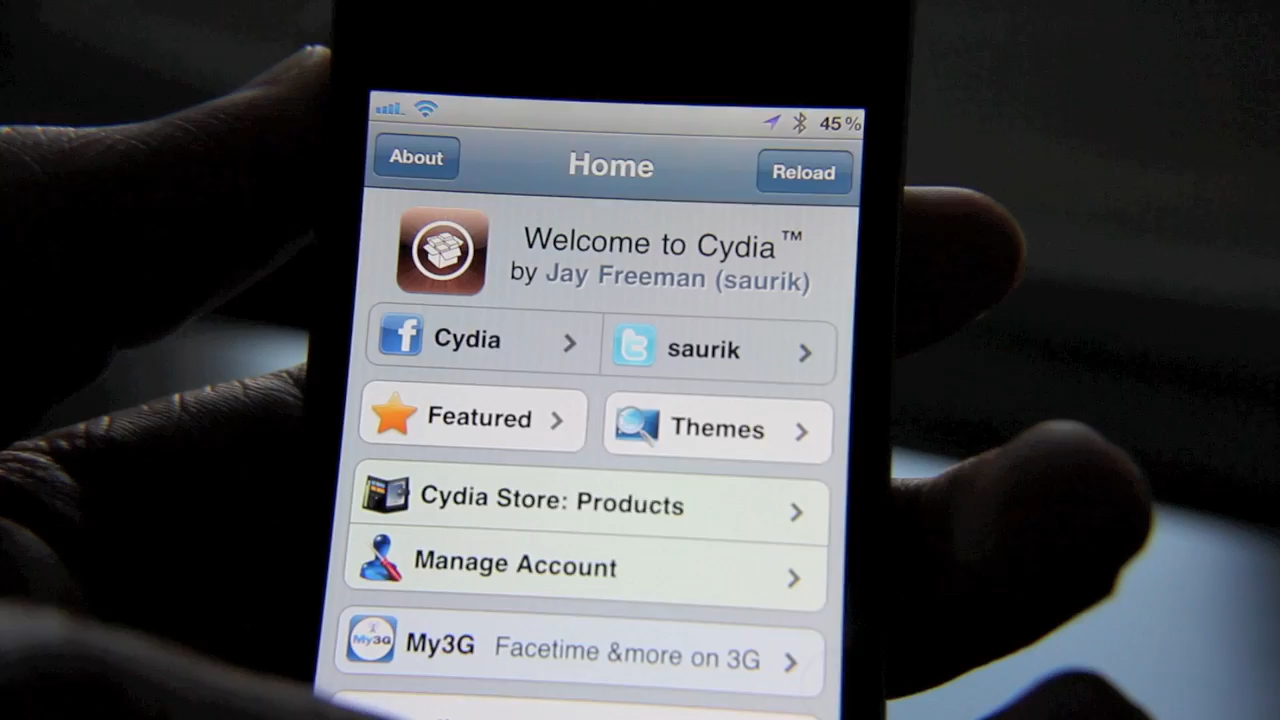 45%
About
Home
Reload
Welcome to Cydia™
by Jay Freeman (saurik)
f Cydia
t saurik
Featured
Themes
Cydia Store: Products
Manage Account
My3G My3G Facetime &more on 3G